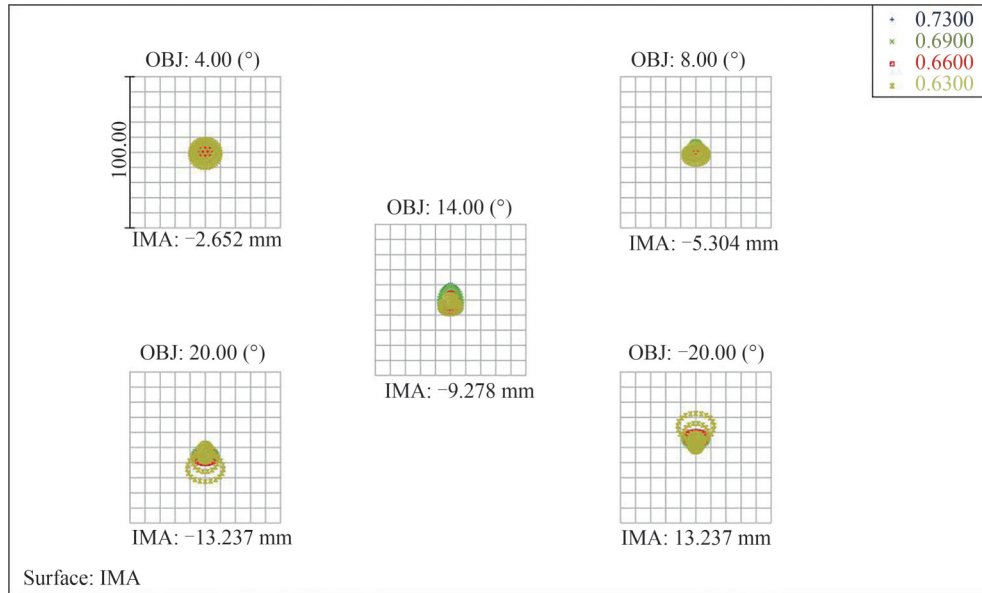 0.7300
0.6900
0.6600
0.6300
OBJ: 4.00 (°)
OBJ: 8.00 (°)
100.00
IMA: −2.652 mm
IMA: −5.304 mm
OBJ: 14.00 (°)
IMA: −9.278 mm
OBJ: 20.00 (°)
OBJ: −20.00 (°)
IMA: −13.237 mm
IMA: 13.237 mm
Surface: IMA